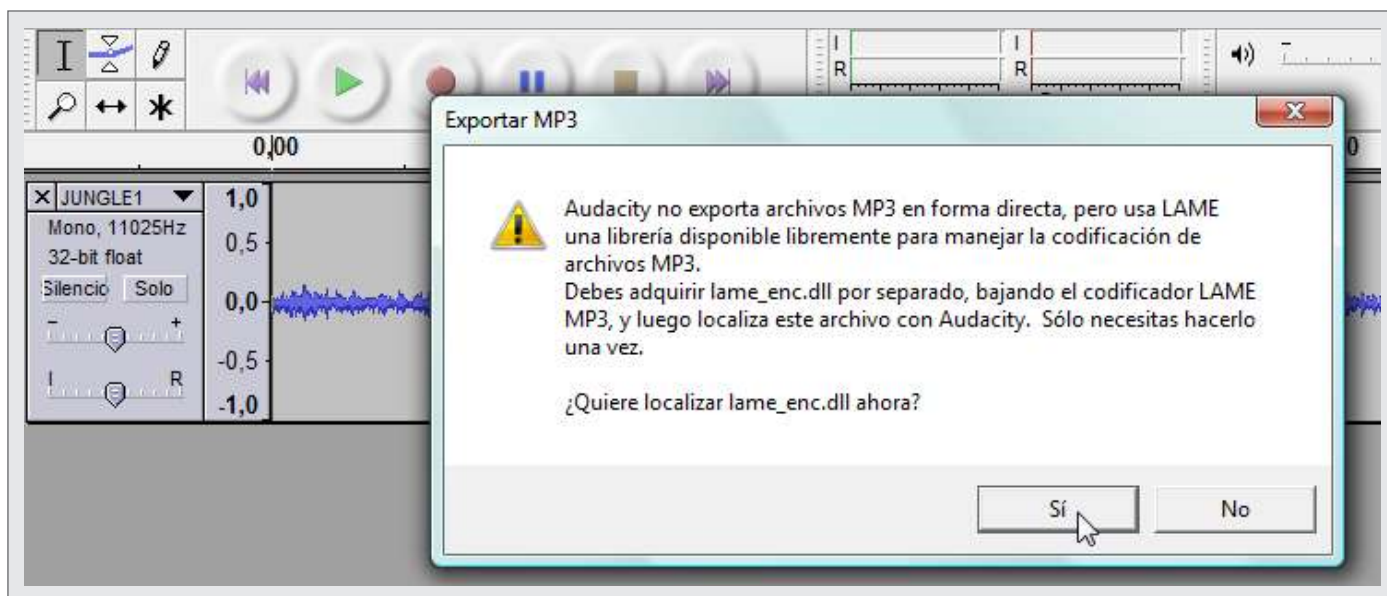 I
R
I
R
0,00
0
Exportar MP3
X
JUNGLE1
Mono, 11025Hz
32-bit float
Silencio Solo
- +
I R
1,0
0,5
0,0
-0,5
-1,0
Audacity no exporta archivos MP3 en forma directa, pero usa LAME
una librería disponible libremente para manejar la codificación de
archivos MP3.
Debes adquirir lame_enc.dll por separado, bajando el codificador LAME
MP3, y luego localiza este archivo con Audacity. Sólo necesitas hacerlo
una vez.
¿Quiere localizar lame_enc.dll ahora?
Sí No